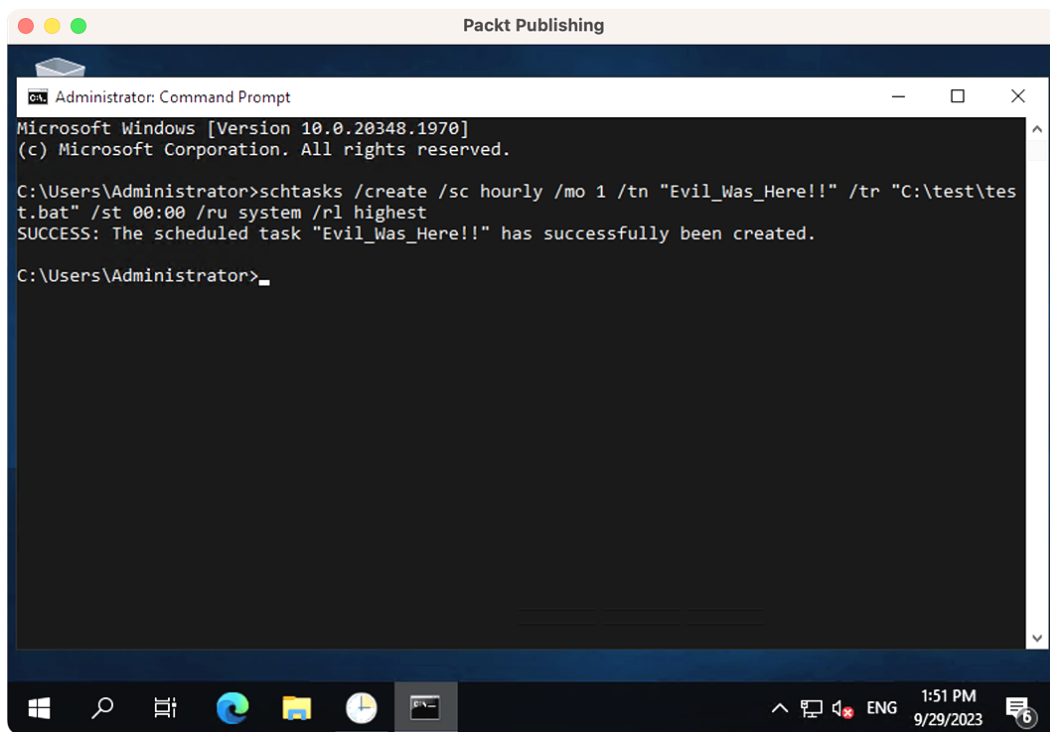 Packt Publishing
Administrator: Command Prompt
Microsoft Windows [Version 10.0.20348.1970]
(c) Microsoft Corporation. All rights reserved.
C:\Users\Administrator>schtasks /create /sc hourly /mo 1 /tn "Evil_Was_Here!!" /tr "C:\test\tes
t.bat" /st 00:00 /ru system /rl highest
SUCCESS: The scheduled task "Evil_Was_Here!!" has successfully been created.
C:\Users\Administrator>_
ENG
1:51 PM
9/29/2023
6